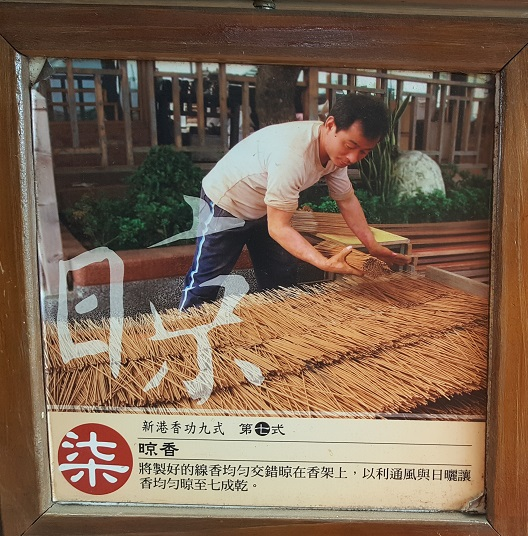 晾
新港香功九式 第七式
柒
晾香
將製好的線香均勻交錯晾在香架上，以利通風與日曬讓
香均勻晾至七成乾。